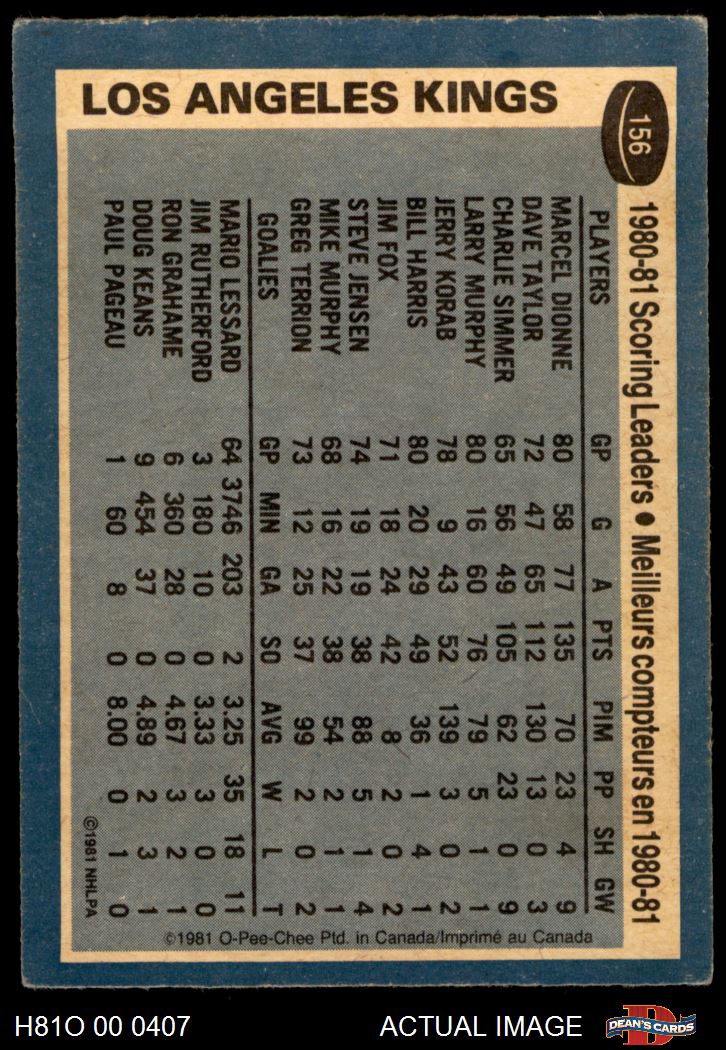 LOS ANGELES KINGS
156
1980-81 Scoring Leaders • Meilleurs compteurs en 1980-81
PLAYERS GP G A PTS PIM PP SH GW
MARCEL DIONNE 80 58 77 135 70 23 4 9
DAVE TAYLOR 72 47 65 112 130 13 0 3
CHARLIE SIMMER 65 56 49 105 62 23 0 9
LARRY MURPHY 80 16 60 76 79 5 1 1
JERRY KORAB 78 9 43 52 139 3 0 2
BILL HARRIS 80 20 29 49 36 1 4 1
JIM FOX 71 18 24 42 8 2 0 2
STEVE JENSEN 74 19 19 38 88 5 1 4
MIKE MURPHY 68 16 22 38 54 2 1 1
GREG TERRION 73 12 25 37 99 2 0 2
GOALIES GP MIN GA SO AVG W L T
MARIO LESSARD 64 3746 203 2 3.25 35 18 11
JIM RUTHERFORD 3 180 10 0 3.33 3 0 0
RON GRAHAME 6 360 28 0 4.67 3 2 1
DOUG KEANS 9 454 37 0 4.89 2 3 1
PAUL PAGEAU 1 60 8 0 8.00 0 1 0
©1981 NHLPA
©1981 O-Pee-Chee Ptd. in Canada/Imprimé au Canada
H81O 00 0407
ACTUAL IMAGE
D
DEAN'S CARDS